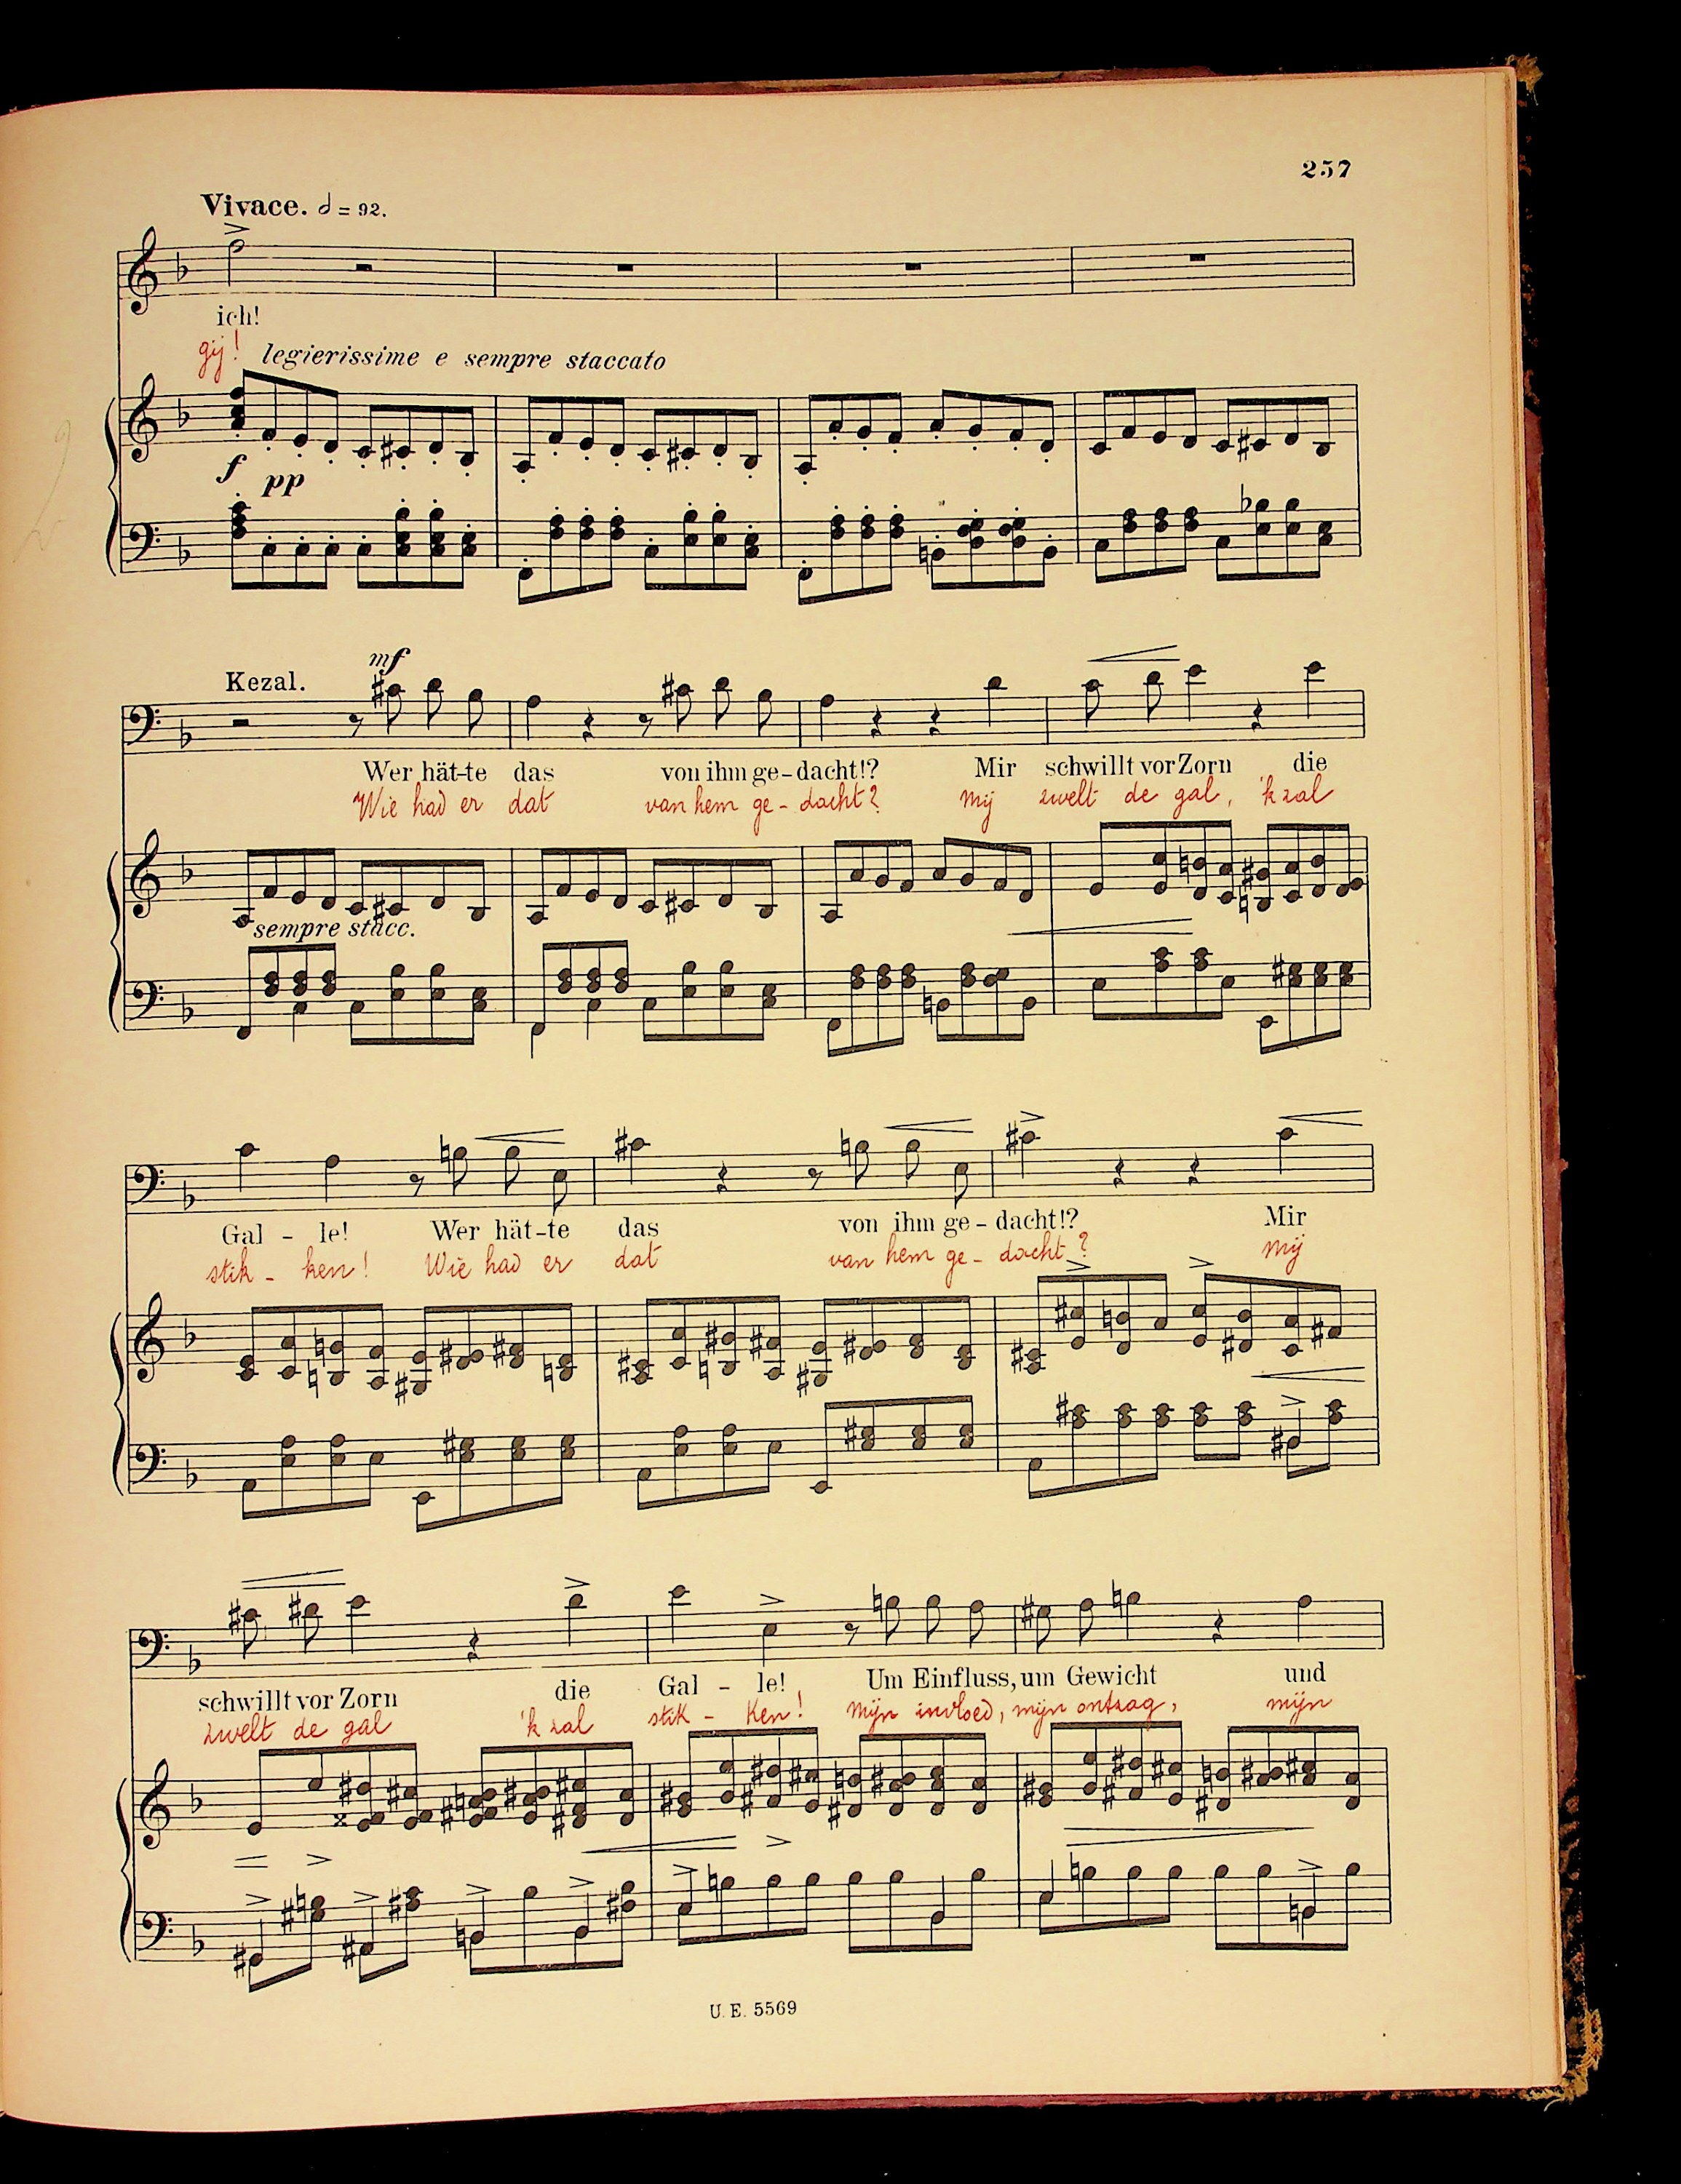 257
Vivace. = 92.
ich!
gij!
legierissime e sempre staccato
f
pp
mf
Kezal.
Wer hät-te das von ihm ge-dacht!? Mir schwillt vor Zorn die
Wie had er dat van hem ge-dacht? Mij zwelt de gal, 'k zal
sempre stacc.
Gal - le! Wer hät-te das von ihm ge-dacht!? Mir
stik - ken! Wie had er dat van hem ge-dacht? Mij
schwillt vor Zorn die Gal - le! Um Einfluss, um Gewicht und
zwelt de gal 'k zal stik - ken! Mijn invloed, mijn ontzag, mijn
U. E. 5569